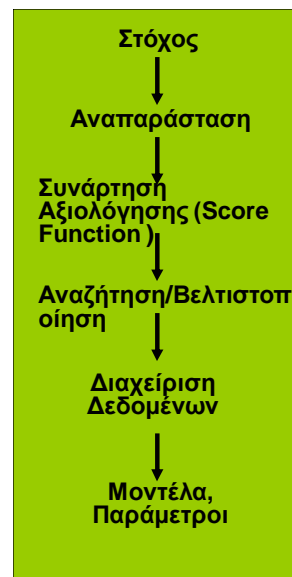 Στόχος
Αναπαράσταση
Συνάρτηση
Αξιολόγησης (Score
Function )
Αναζήτηση/Βελτιστοπ
οίηση
Διαχείριση
Δεδομένων
Μοντέλα,
Παράμετροι